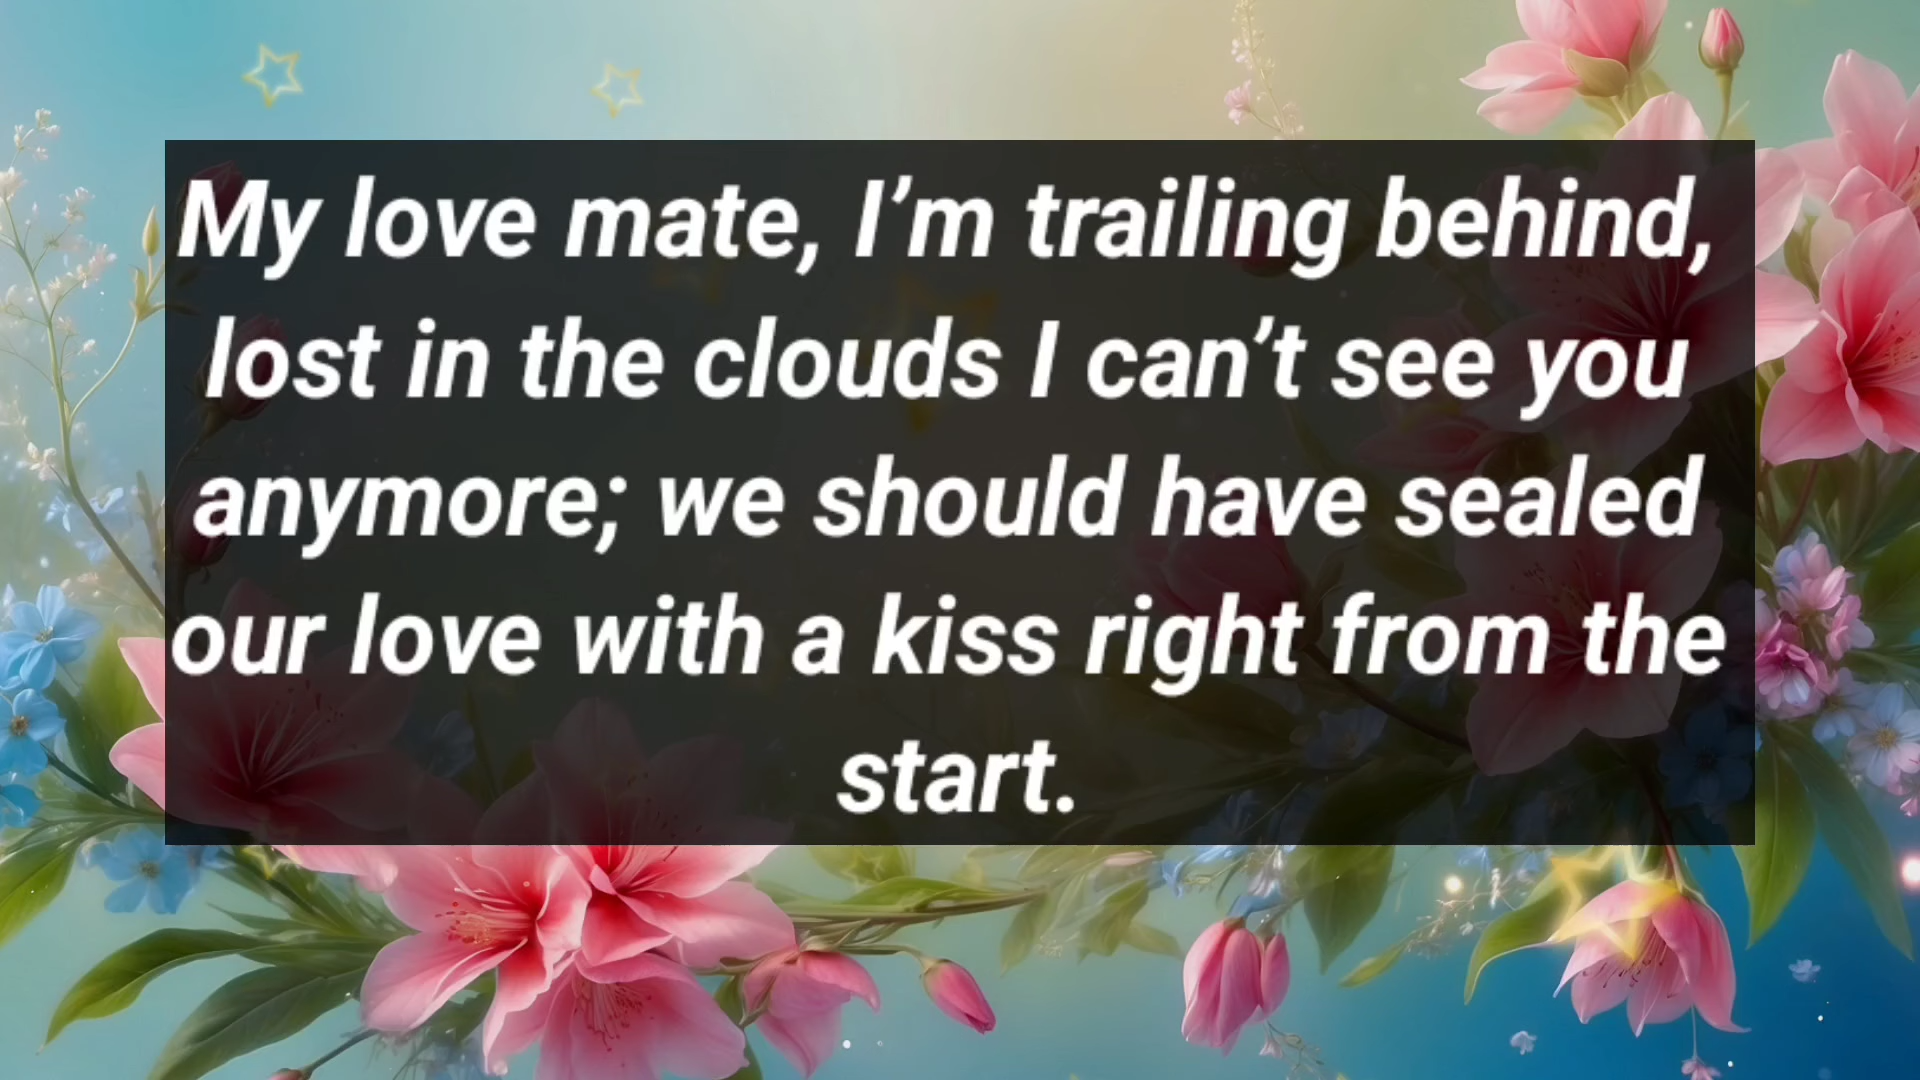 My love mate, I’m trailing behind,
lost in the clouds I can’t see you
anymore; we should have sealed
our love with a kiss right from the
start.